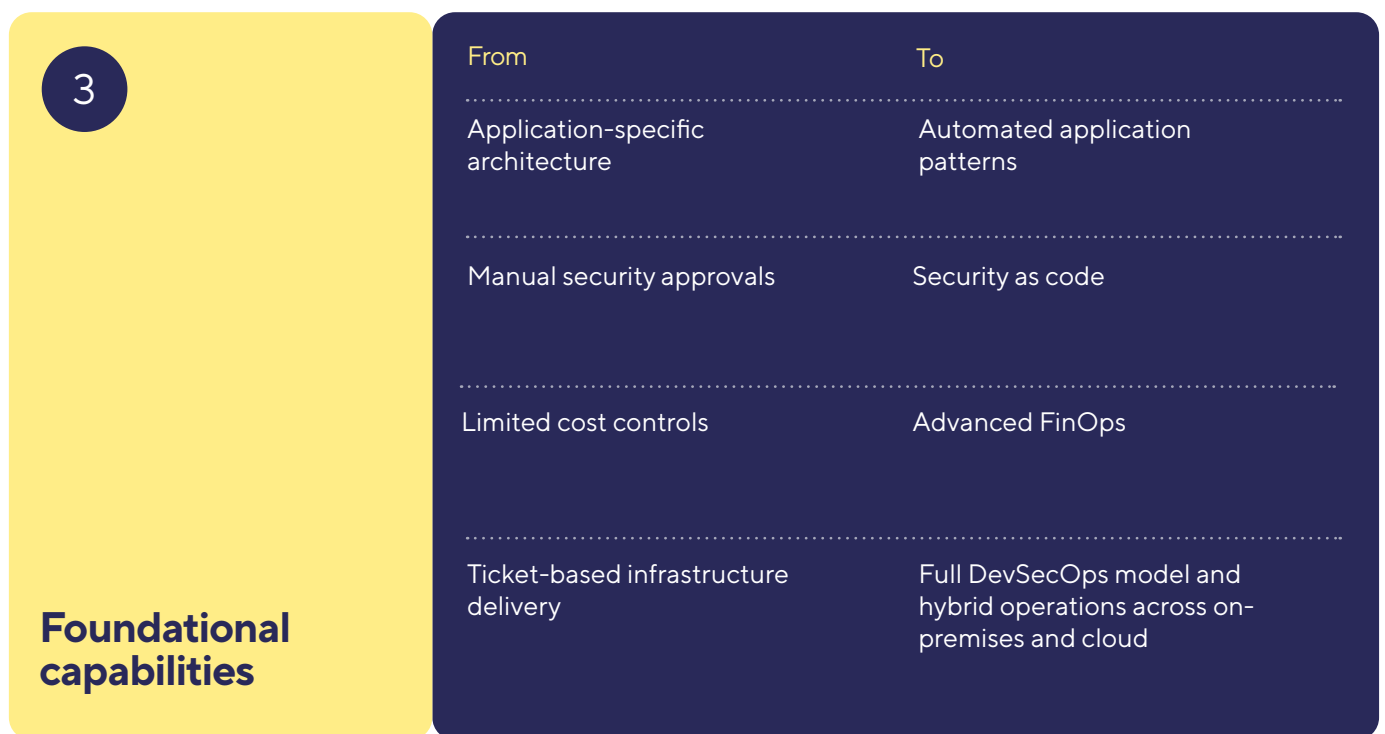 3
Foundational
capabilities
From
To
Application-specific
architecture
Automated application
patterns
Manual security approvals
Security as code
Limited cost controls
Advanced FinOps
Ticket-based infrastructure
delivery
Full DevSecOps model and
hybrid operations across on-
premises and cloud